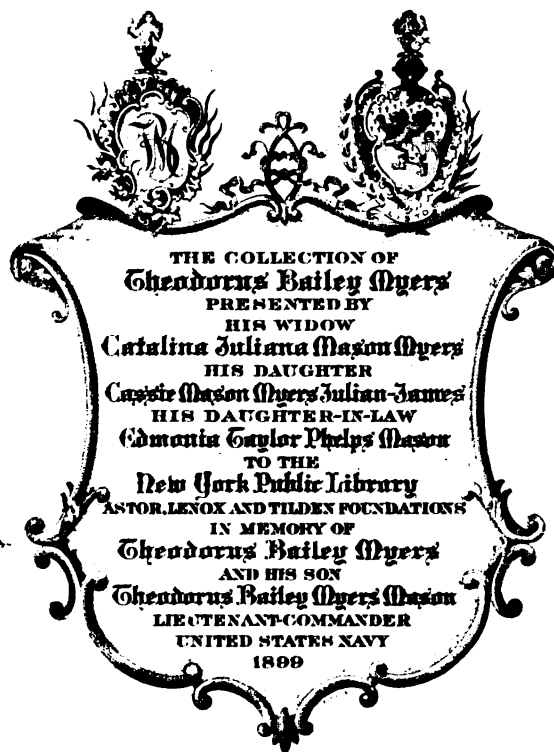 THE COLLECTION OF
Theodorus Bailey Myers
PRESENTED BY
HIS WIDOW
Catalina Juliana Mason Myers
HIS DAUGHTER
Cassie Mason Myers Julian-James
HIS DAUGHTER-IN-LAW
Edmonia Taylor Phelps Mason
TO THE
New York Public Library
ASTOR, LENOX AND TILDEN FOUNDATIONS
IN MEMORY OF
Theodorus Bailey Myers
AND HIS SON
Theodorus Bailey Myers Mason
LIEUTENANT-COMMANDER
UNITED STATES NAVY
1899